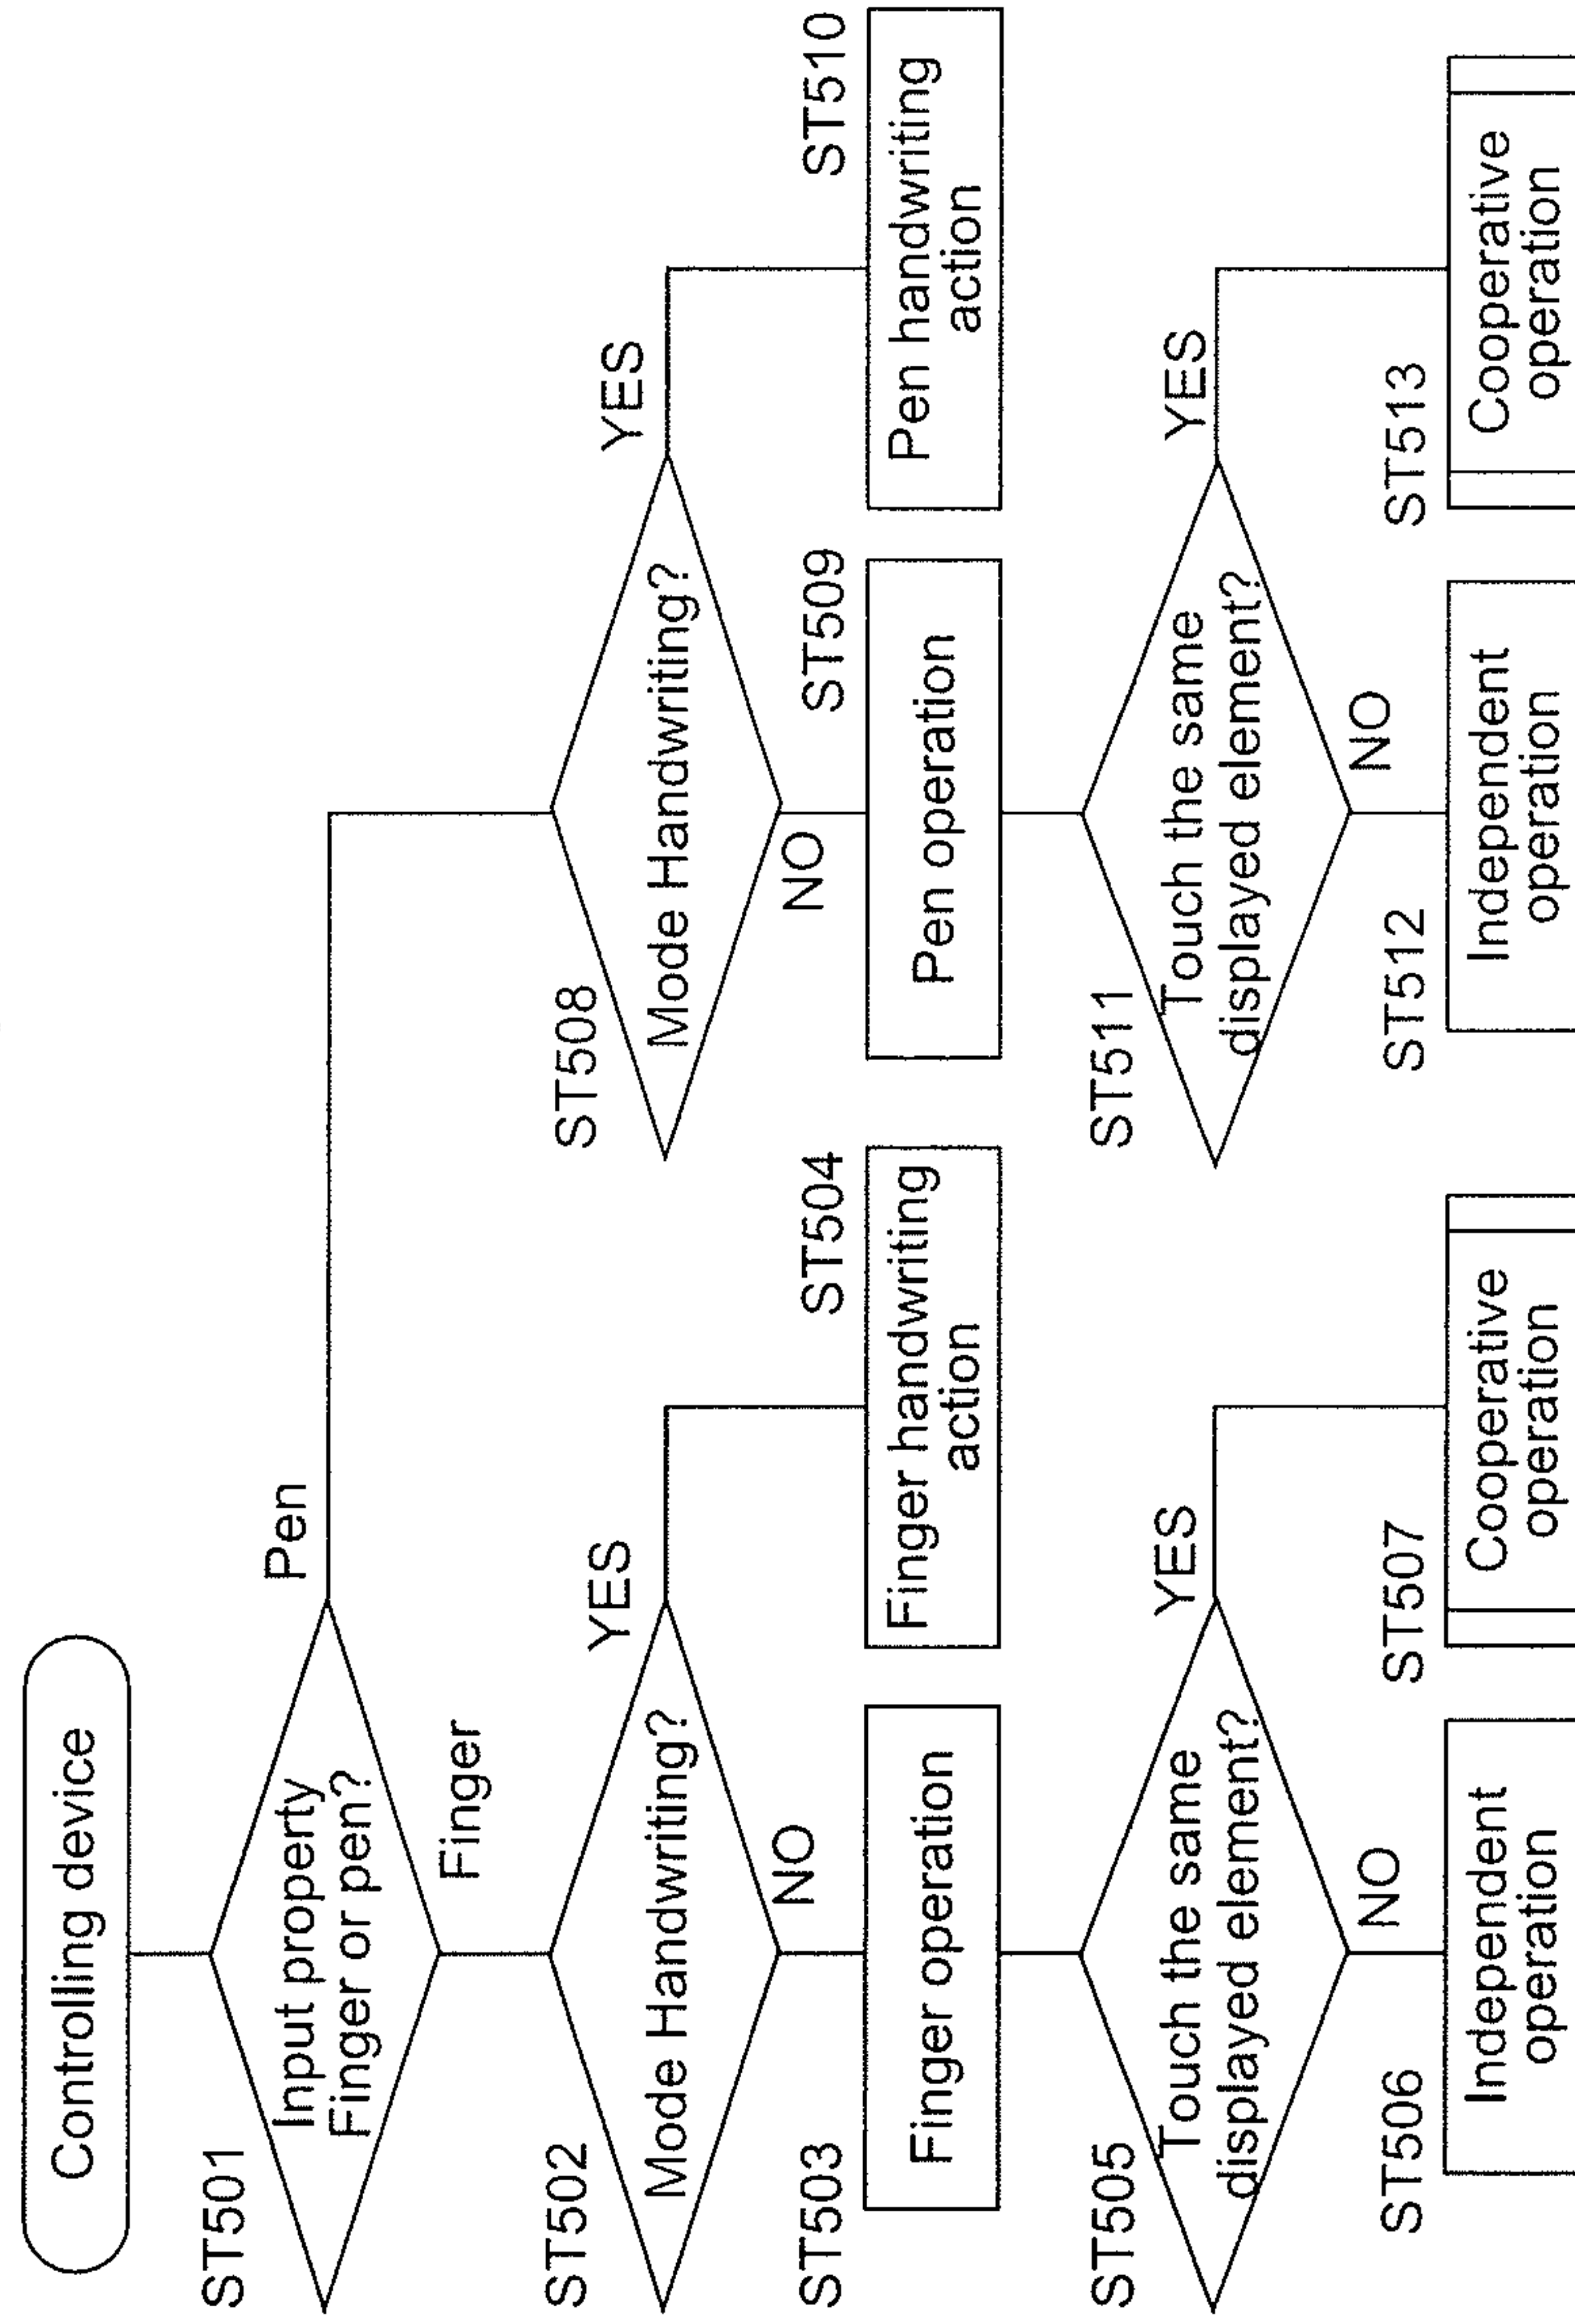 Controlling device
ST501
Input property
Finger or pen?
Pen
Finger
ST502
Mode Handwriting?
YES
NO
ST508
Mode Handwriting?
YES
NO
ST503
Finger operation
ST504
Finger handwriting
action
ST509
Pen operation
ST510
Pen handwriting
action
ST505
Touch the same
displayed element?
YES
NO
ST511
Touch the same
displayed element?
YES
NO
ST506
Independent
operation
ST507
Cooperative
operation
ST512
Independent
operation
ST513
Cooperative
operation